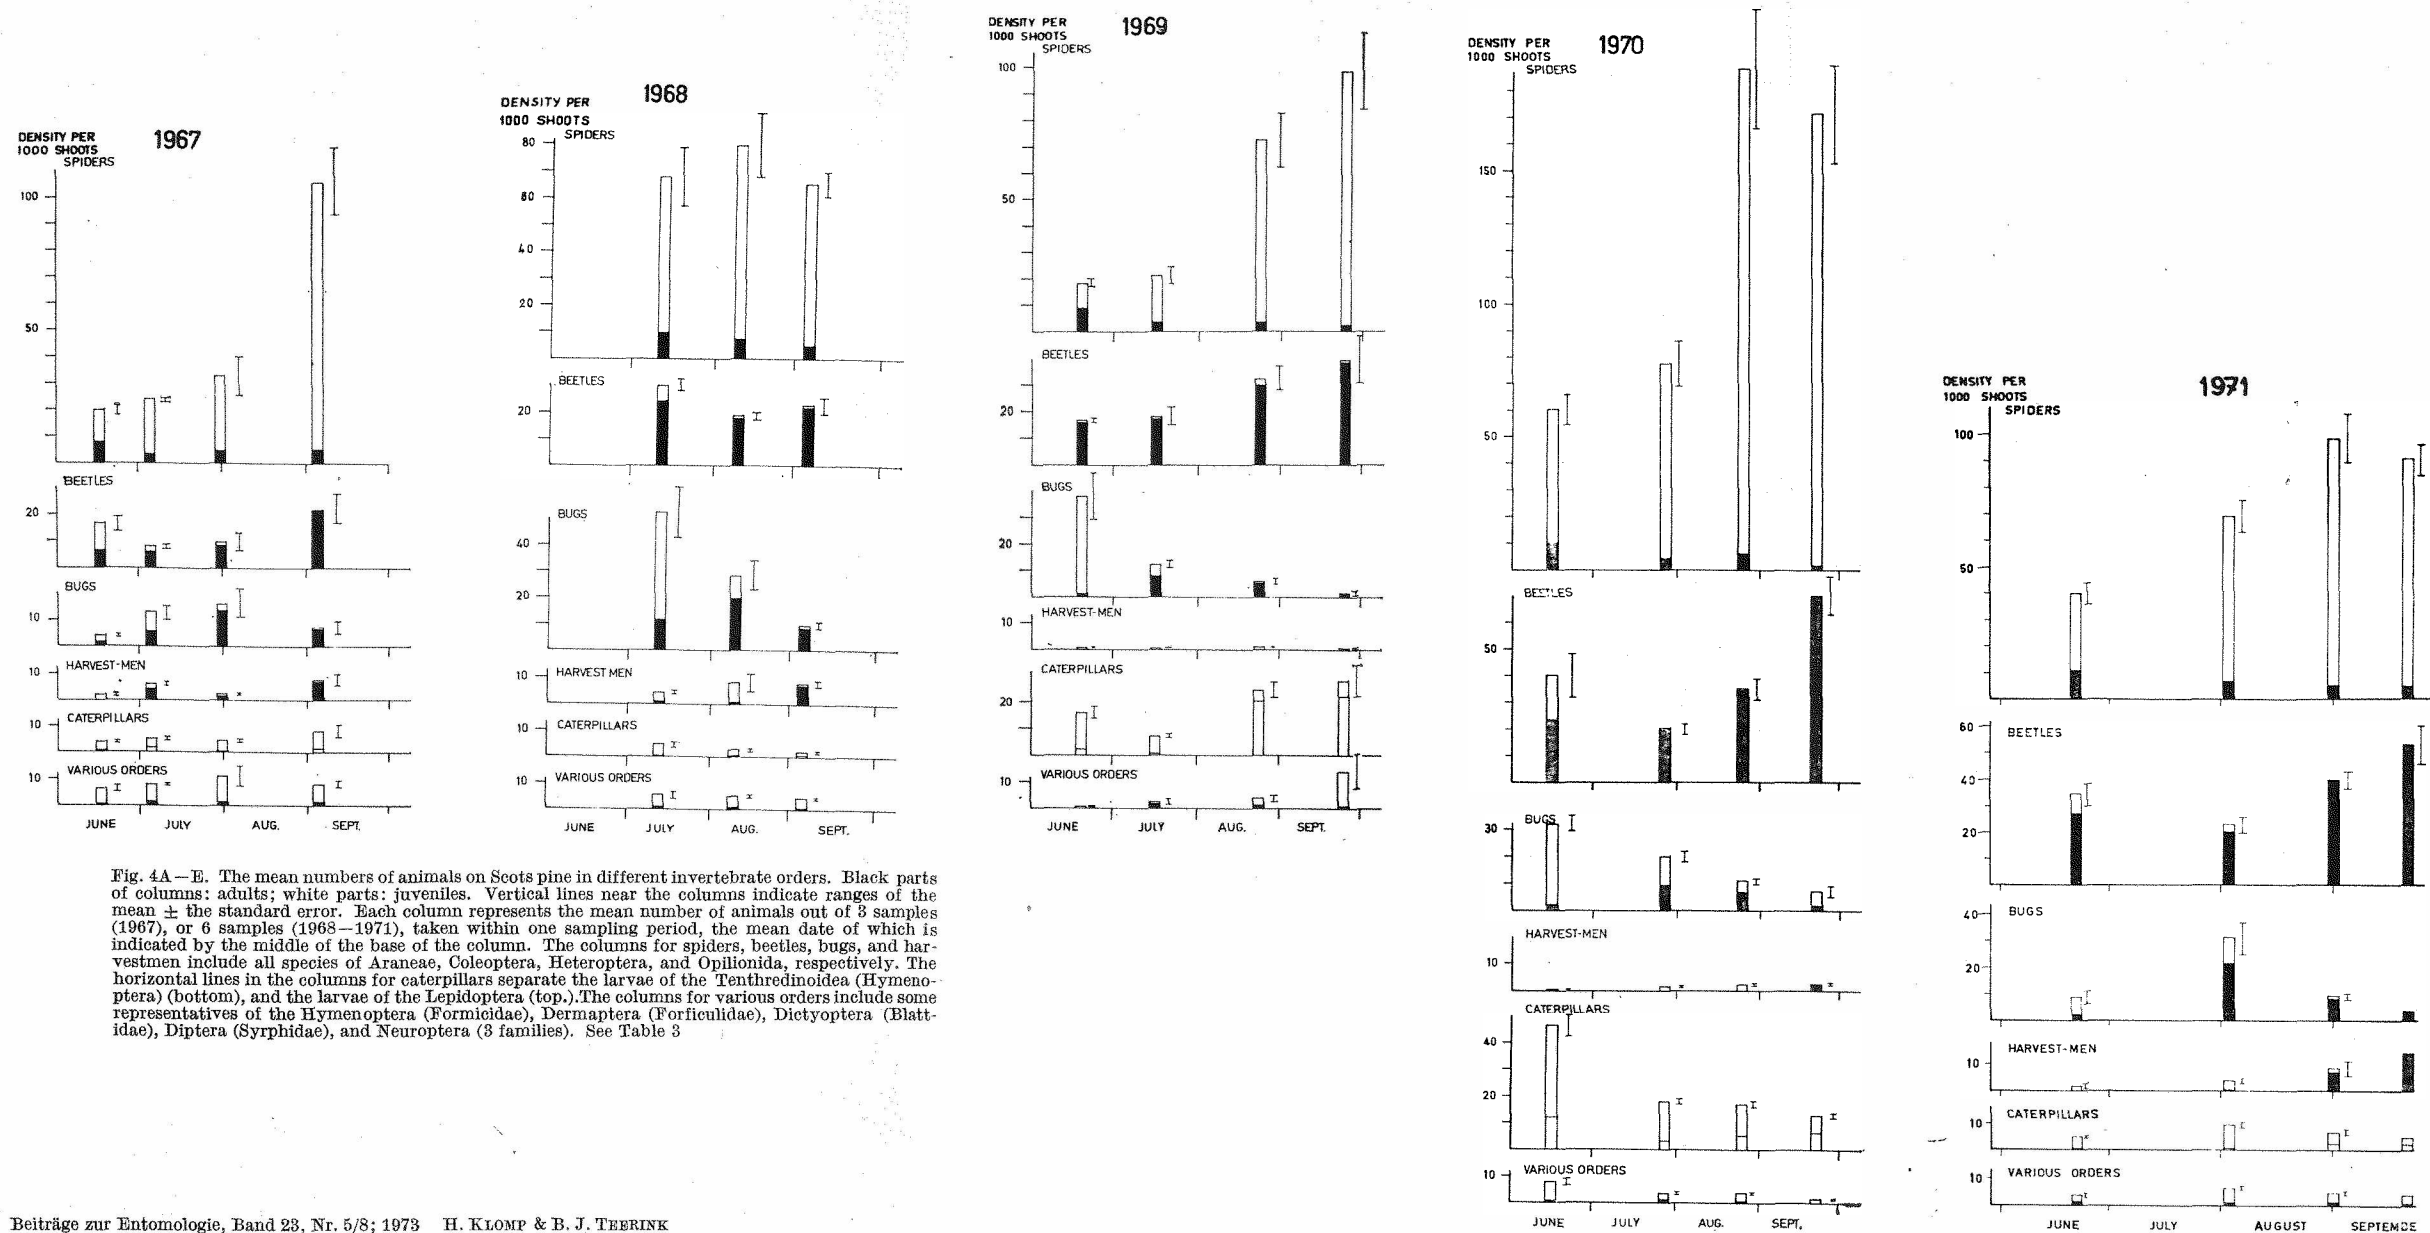 1967
DENSITY PER
1000 SHOOTS
SPIDERS
100
50
BEETLES
20
BUGS
10
HARVEST-MEN
10
CATERPILLARS
10
VARIOUS ORDERS
10
JUNE JULY AUG. SEPT.
1968
DENSITY PER
1000 SHOOTS
SPIDERS
80
60
40
20
BEETLES
20
BUGS
40
20
HARVEST MEN
10
CATERPILLARS
10
VARIOUS ORDERS
10
JUNE JULY AUG. SEPT.
1969
DENSITY PER
1000 SHOOTS
SPIDERS
100
50
BEETLES
20
BUGS
20
HARVEST-MEN
10
CATERPILLARS
20
VARIOUS ORDERS
10
JUNE JULY AUG. SEPT.
1970
DENSITY PER
1000 SHOOTS
SPIDERS
150
100
50
BEETLES
50
BUGS
30
HARVEST-MEN
10
CATERPILLARS
40
20
VARIOUS ORDERS
10
JUNE JULY AUG. SEPT.
1971
DENSITY PER
1000 SHOOTS
SPIDERS
100
50
BEETLES
60
40
20
BUGS
40
20
HARVEST-MEN
10
CATERPILLARS
10
VARIOUS ORDERS
10
JUNE JULY AUGUST SEPTEMBE
Fig. 4A—E. The mean numbers of animals on Scots pine in different invertebrate orders. Black parts
of columns: adults; white parts: juveniles. Vertical lines near the columns indicate ranges of the
mean ± the standard error. Each column represents the mean number of animals out of 3 samples
(1967), or 6 samples (1968—1971), taken within one sampling period, the mean date of which is
indicated by the middle of the base of the column. The columns for spiders, beetles, bugs, and har-
vestmen include all species of Araneae, Coleoptera, Heteroptera, and Opilionida, respectively. The
horizontal lines in the columns for caterpillars separate the larvae of the Tenthredinoidea (Hymeno-
ptera) (bottom), and the larvae of the Lepidoptera (top.).The columns for various orders include some
representatives of the Hymenoptera (Formicidae), Dermaptera (Forficulidae), Dictyoptera (Blatt-
idae), Diptera (Syrphidae), and Neuroptera (3 families). See Table 3
Beiträge zur Entomologie, Band 23, Nr. 5/8; 1973 H. KLOMP & B. J. TEERINK